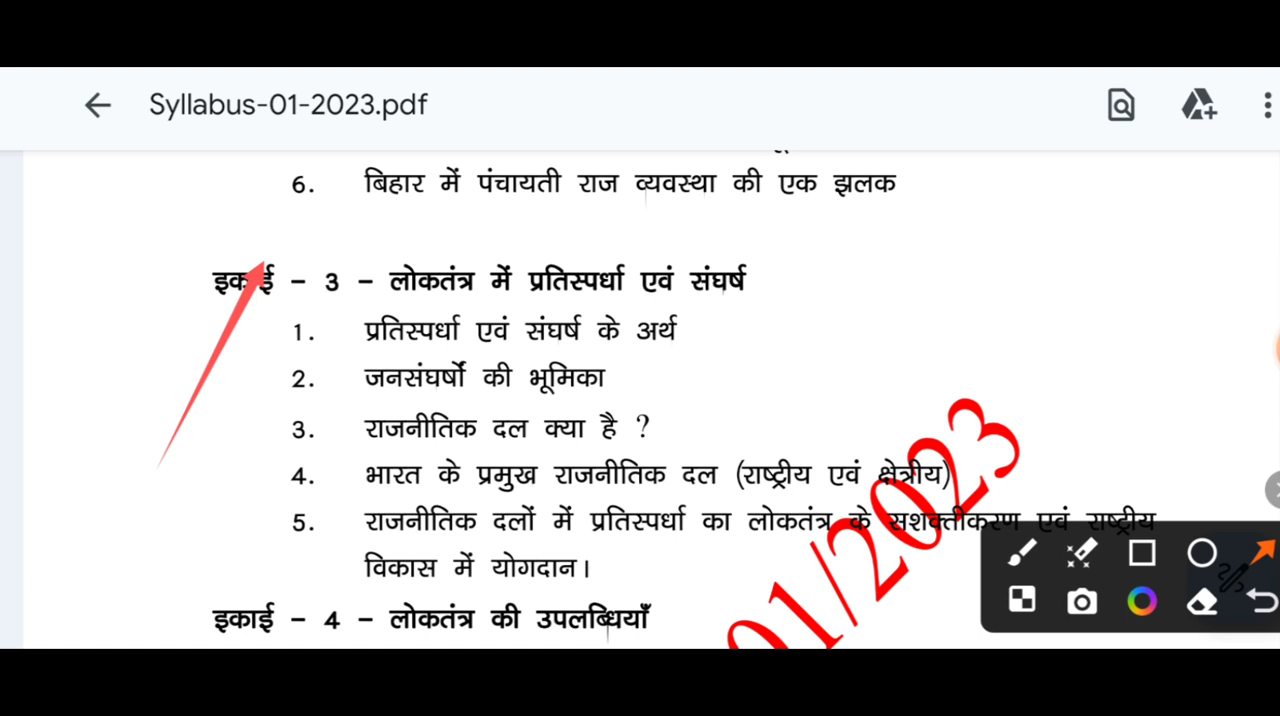 Syllabus-01-2023.pdf
6. बिहार में पंचायती राज व्यवस्था की एक झलक
इकाई – 3 – लोकतंत्र में प्रतिस्पर्धा एवं संघर्ष
1. प्रतिस्पर्धा एवं संघर्ष के अर्थ
2. जनसंघर्षों की भूमिका
3. राजनीतिक दल क्या है ?
4. भारत के प्रमुख राजनीतिक दल (राष्ट्रीय एवं क्षेत्रीय)
5. राजनीतिक दलों में प्रतिस्पर्धा का लोकतंत्र के सशक्तीकरण एवं राष्ट्रीय
विकास में योगदान।
इकाई – 4 – लोकतंत्र की उपलब्धियाँ
01/2023